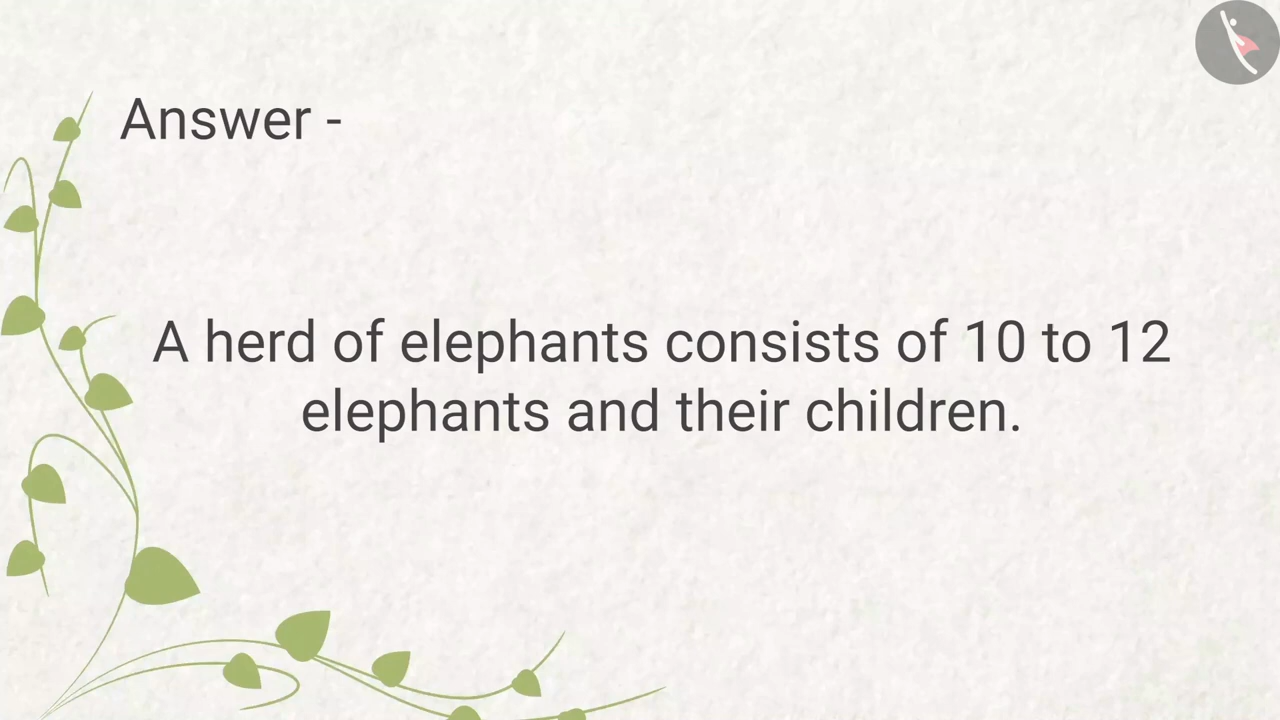 Answer -
A herd of elephants consists of 10 to 12
elephants and their children.